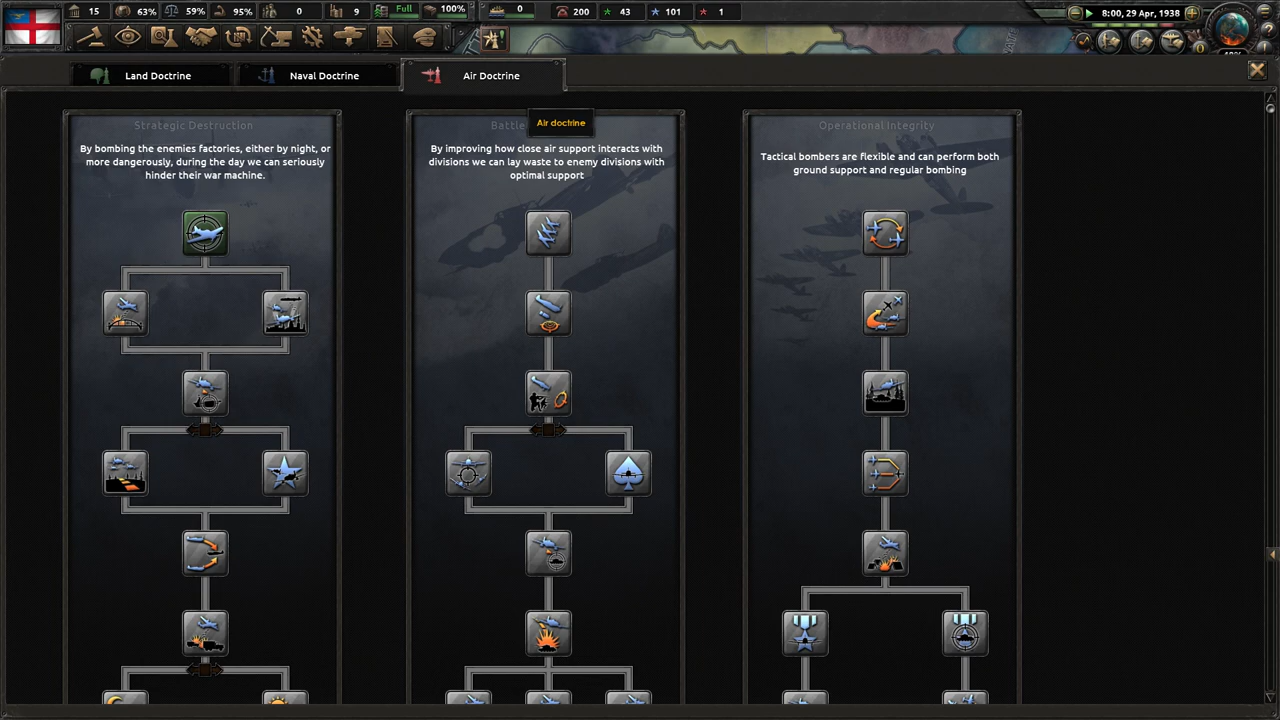 15 63% 59% 95% 0 9 Full 100% 0 200 43 101 1 8:00, 29 Apr, 1938
0
Land Doctrine Naval Doctrine Air Doctrine
Air doctrine
Strategic Destruction Battle Operational Integrity
By bombing the enemies factories, either by night, or
more dangerously, during the day we can seriously
hinder their war machine.
By improving how close air support interacts with
divisions we can lay waste to enemy divisions with
optimal support
Tactical bombers are flexible and can perform both
ground support and regular bombing